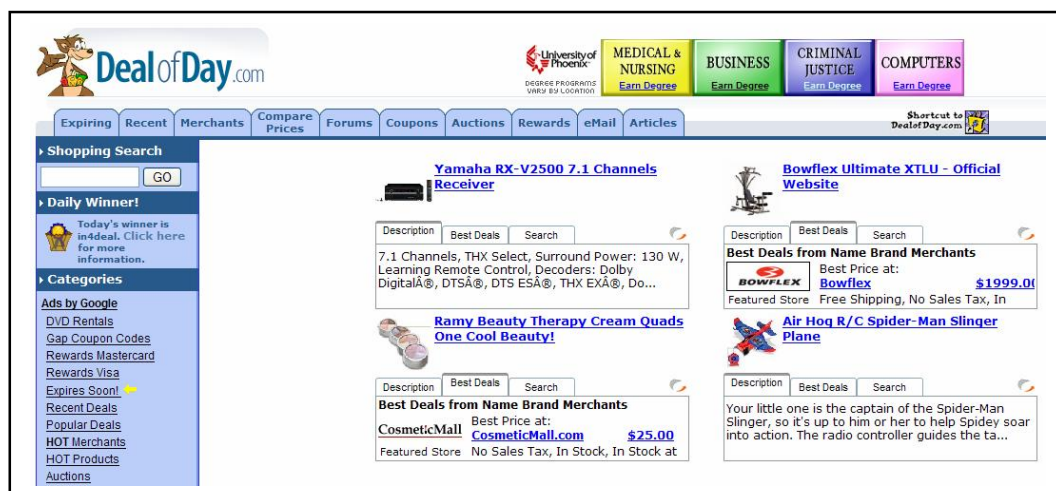 DealofDay.com
University of Phoenix
DEGREE PROGRAMS
VARY BY LOCATION
MEDICAL &
NURSING
Earn Degree
BUSINESS
Earn Degree
CRIMINAL
JUSTICE
Earn Degree
COMPUTERS
Earn Degree
Expiring Recent Merchants Compare Prices Forums Coupons Auctions Rewards eMail Articles
Shortcut to
DealofDay.com
Shopping Search
GO
Daily Winner!
Today's winner is
in4deal. Click here
for more
information.
Categories
Ads by Google
DVD Rentals
Gap Coupon Codes
Rewards Mastercard
Rewards Visa
Expires Soon!
Recent Deals
Popular Deals
HOT Merchants
HOT Products
Auctions
Yamaha RX-V2500 7.1 Channels
Receiver
Description Best Deals Search
7.1 Channels, THX Select, Surround Power: 130 W,
Learning Remote Control, Decoders: Dolby
DigitalÂ®, DTSÂ®, DTS ESÂ®, THX EXÂ®, Do...
Bowflex Ultimate XTLU - Official
Website
Description Best Deals Search
Best Deals from Name Brand Merchants
BOWFLEX
Best Price at:
Bowflex $1999.00
Featured Store Free Shipping, No Sales Tax, In
Ramy Beauty Therapy Cream Quads
One Cool Beauty!
Description Best Deals Search
Best Deals from Name Brand Merchants
CosmeticMall
Best Price at:
CosmeticMall.com $25.00
Featured Store No Sales Tax, In Stock, In Stock at
Air Hog R/C Spider-Man Slinger
Plane
Description Best Deals Search
Your little one is the captain of the Spider-Man
Slinger, so it's up to him or her to help Spidey soar
into action. The radio controller guides the ta...